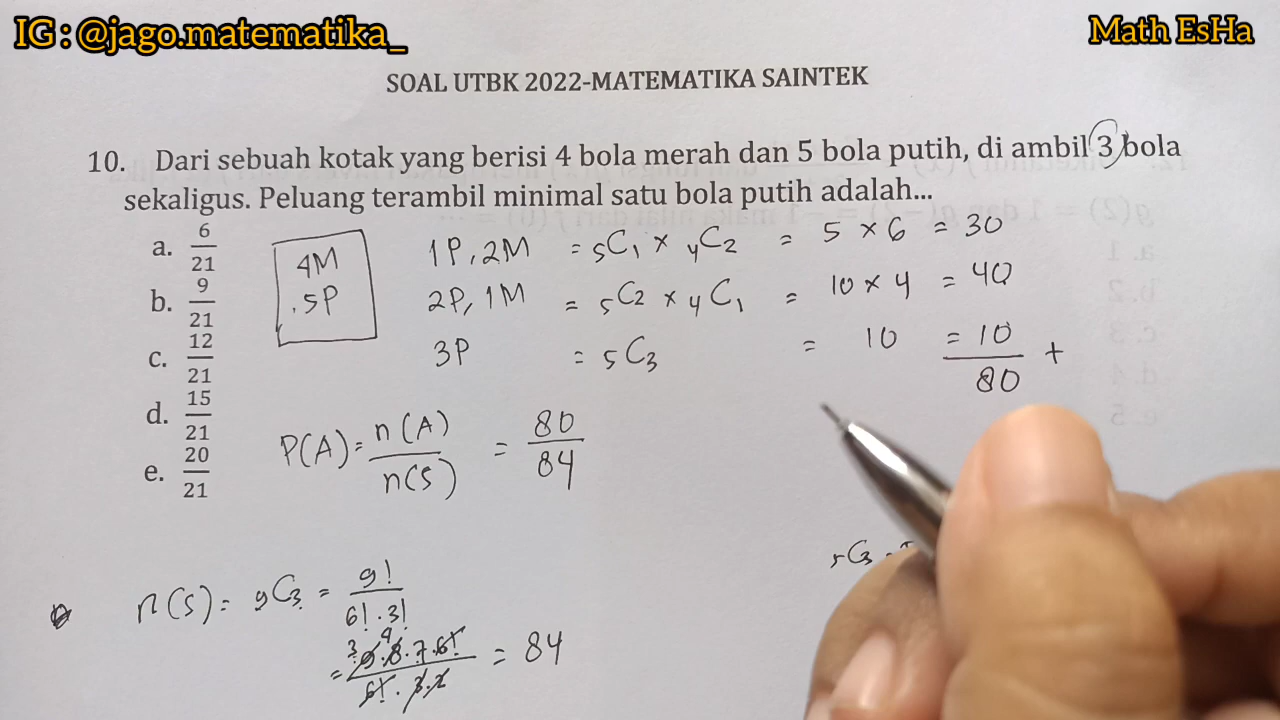 IG : @jago.matematika_
Math EsHa
SOAL UTBK 2022-MATEMATIKA SAINTEK
10. Dari sebuah kotak yang berisi 4 bola merah dan 5 bola putih, di ambil 3 bola
sekaligus. Peluang terambil minimal satu bola putih adalah...
a. 6/21
b. 9/21
c. 12/21
d. 15/21
e. 20/21
4M
5P
1P, 2M = 5C1 × 4C2 = 5 × 6 = 30
2P, 1M = 5C2 × 4C1 = 10 × 4 = 40
3P = 5C3 = 10 = 10 +
80
P(A) = n(A)/n(S) = 80/84
n(S) = 9C3 = 9!/6! . 3!
= 9.8.7.6!/6! . 3.2 = 84
3 4
5C3